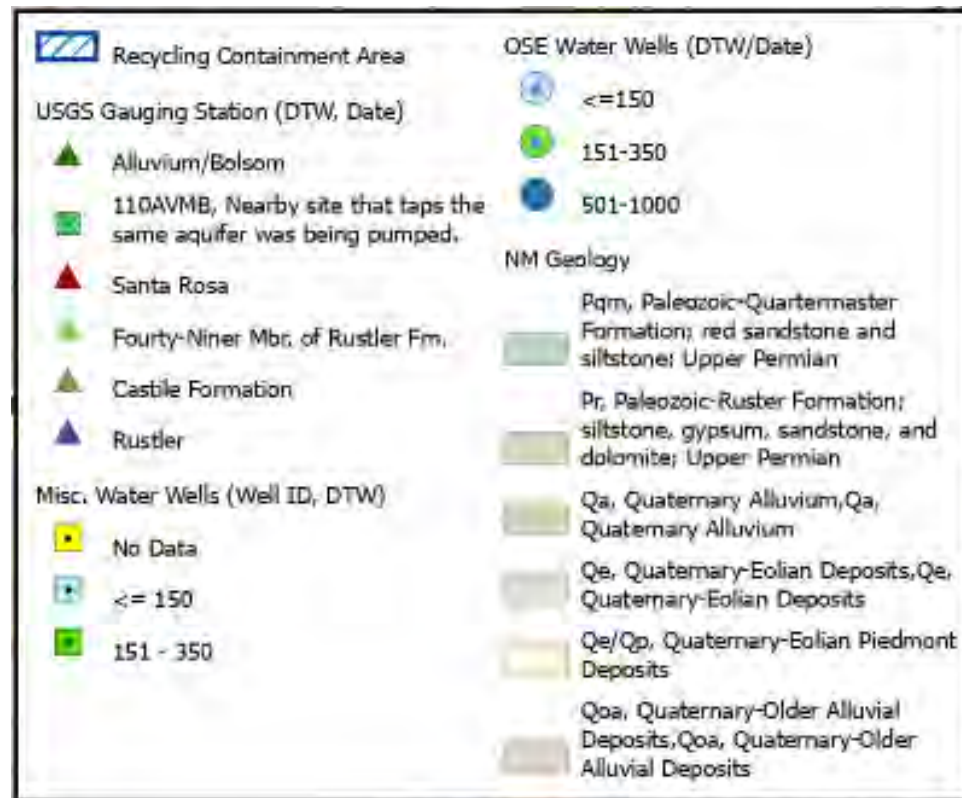 Recycling Containment Area
USGS Gauging Station (DTW, Date)
Alluvium/Bolsom
110AVMB, Nearby site that taps the
same aquifer was being pumped.
Santa Rosa
Fourty-Niner Mbr. of Rustler Fm.
Castile Formation
Rustler
Misc. Water Wells (Well ID, DTW)
No Data
<= 150
151 - 350
OSE Water Wells (DTW/Date)
<=150
151-350
501-1000
NM Geology
Pqm, Paleozoic-Quartermaster
Formation; red sandstone and
siltstone; Upper Permian
Pr, Paleozoic-Ruster Formation;
siltstone, gypsum, sandstone, and
dolomite; Upper Permian
Qa, Quaternary Alluvium,Qa,
Quaternary Alluvium
Qe, Quaternary-Eolian Deposits,Qe,
Quaternary-Eolian Deposits
Qe/Qp, Quaternary-Eolian Piedmont
Deposits
Qoa, Quaternary-Older Alluvial
Deposits,Qoa, Quaternary-Older
Alluvial Deposits